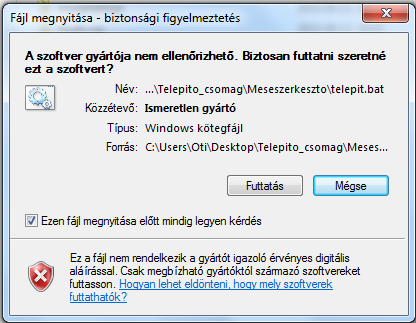 Fájl megnyitása - biztonsági figyelmeztetés
A szoftver gyártója nem ellenőrizhető. Biztosan futtatni szeretné
ezt a szoftvert?
Név: ...\Telepito_csomag\Meseszerkeszto\telepit.bat
Közzétevő: Ismeretlen gyártó
Típus: Windows kötegfájl
Forrás: C:\Users\Oti\Desktop\Telepito_csomag\Meses...
Futtatás Mégse
Ezen fájl megnyitása előtt mindig legyen kérdés
Ez a fájl nem rendelkezik a gyártót igazoló érvényes digitális
aláírással. Csak megbízható gyártóktól származó szoftvereket
futtasson. Hogyan lehet eldönteni, hogy mely szoftverek
futtathatók?